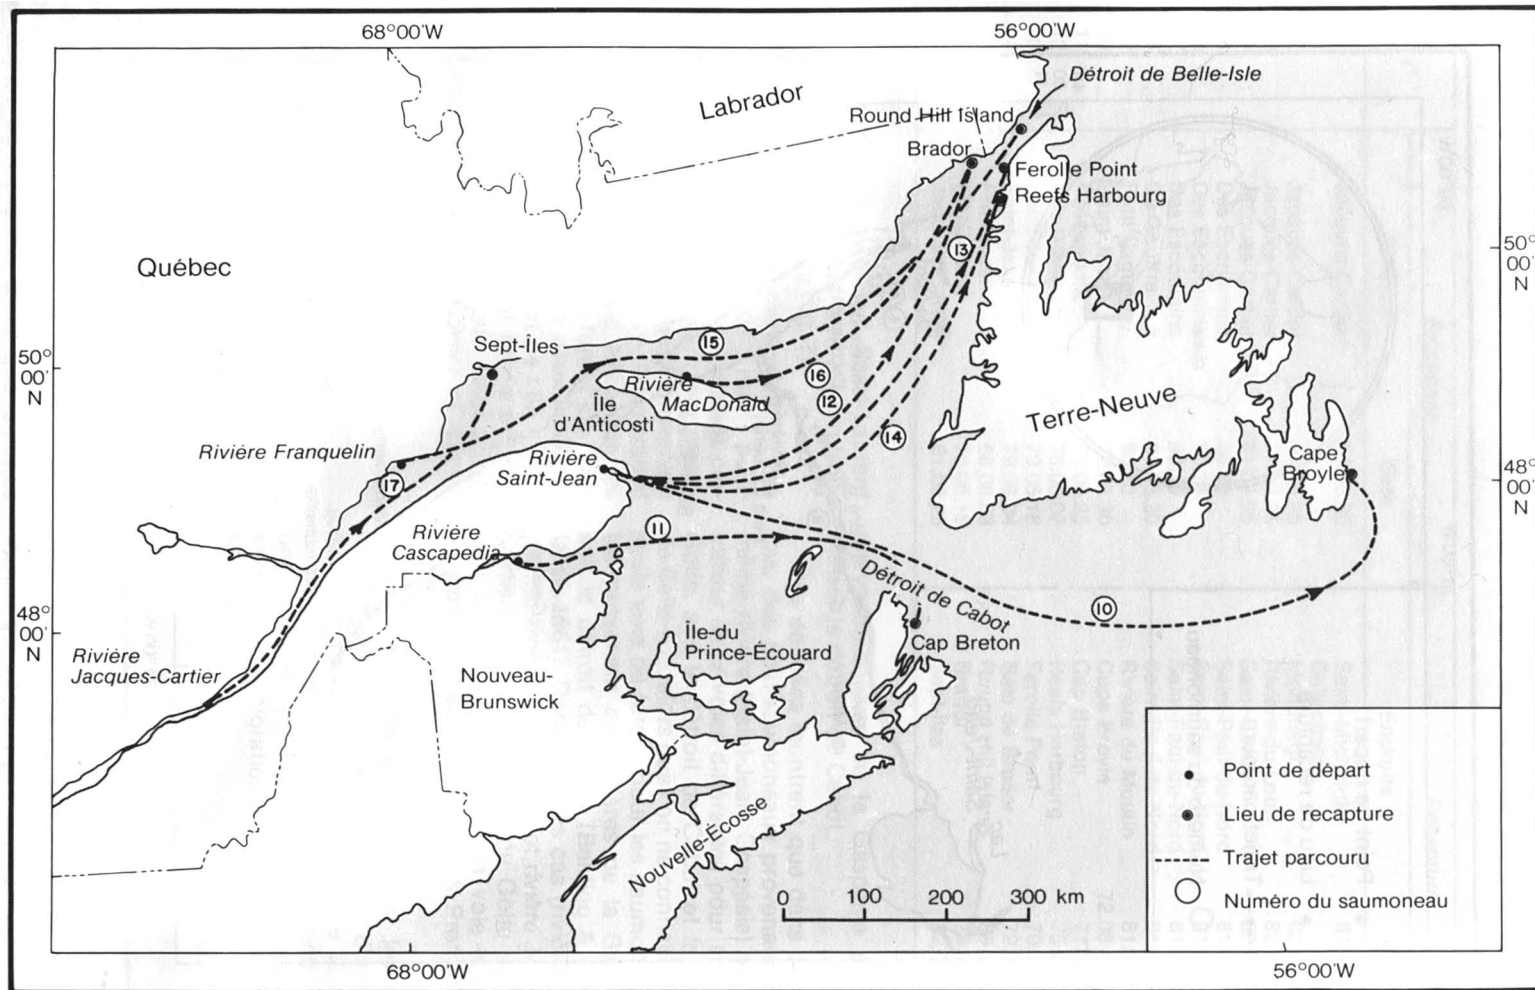 68°00'W
56°00'W
Détroit de Belle-Isle
Labrador
Round Hill Island
Brador
Ferolle Point
Reefs Harbourg
Québec
50°
00'
N
13
Sept-Îles
15
50°
00'
N
16
Rivière
MacDonald
12
Île
d'Anticosti
14
Terre-Neuve
Rivière Franquelin
17
Rivière
Saint-Jean
Cape
Broyle
48°
00'
N
11
Rivière
Cascapedia
Détroit de Cabot
10
48°
00'
N
Île-du
Prince-Écouard
Cap Breton
Rivière
Jacques-Cartier
Nouveau-
Brunswick
Nouvelle-Écosse
Point de départ
Lieu de recapture
Trajet parcouru
Numéro du saumoneau
0 100 200 300 km
68°00'W
56°00'W